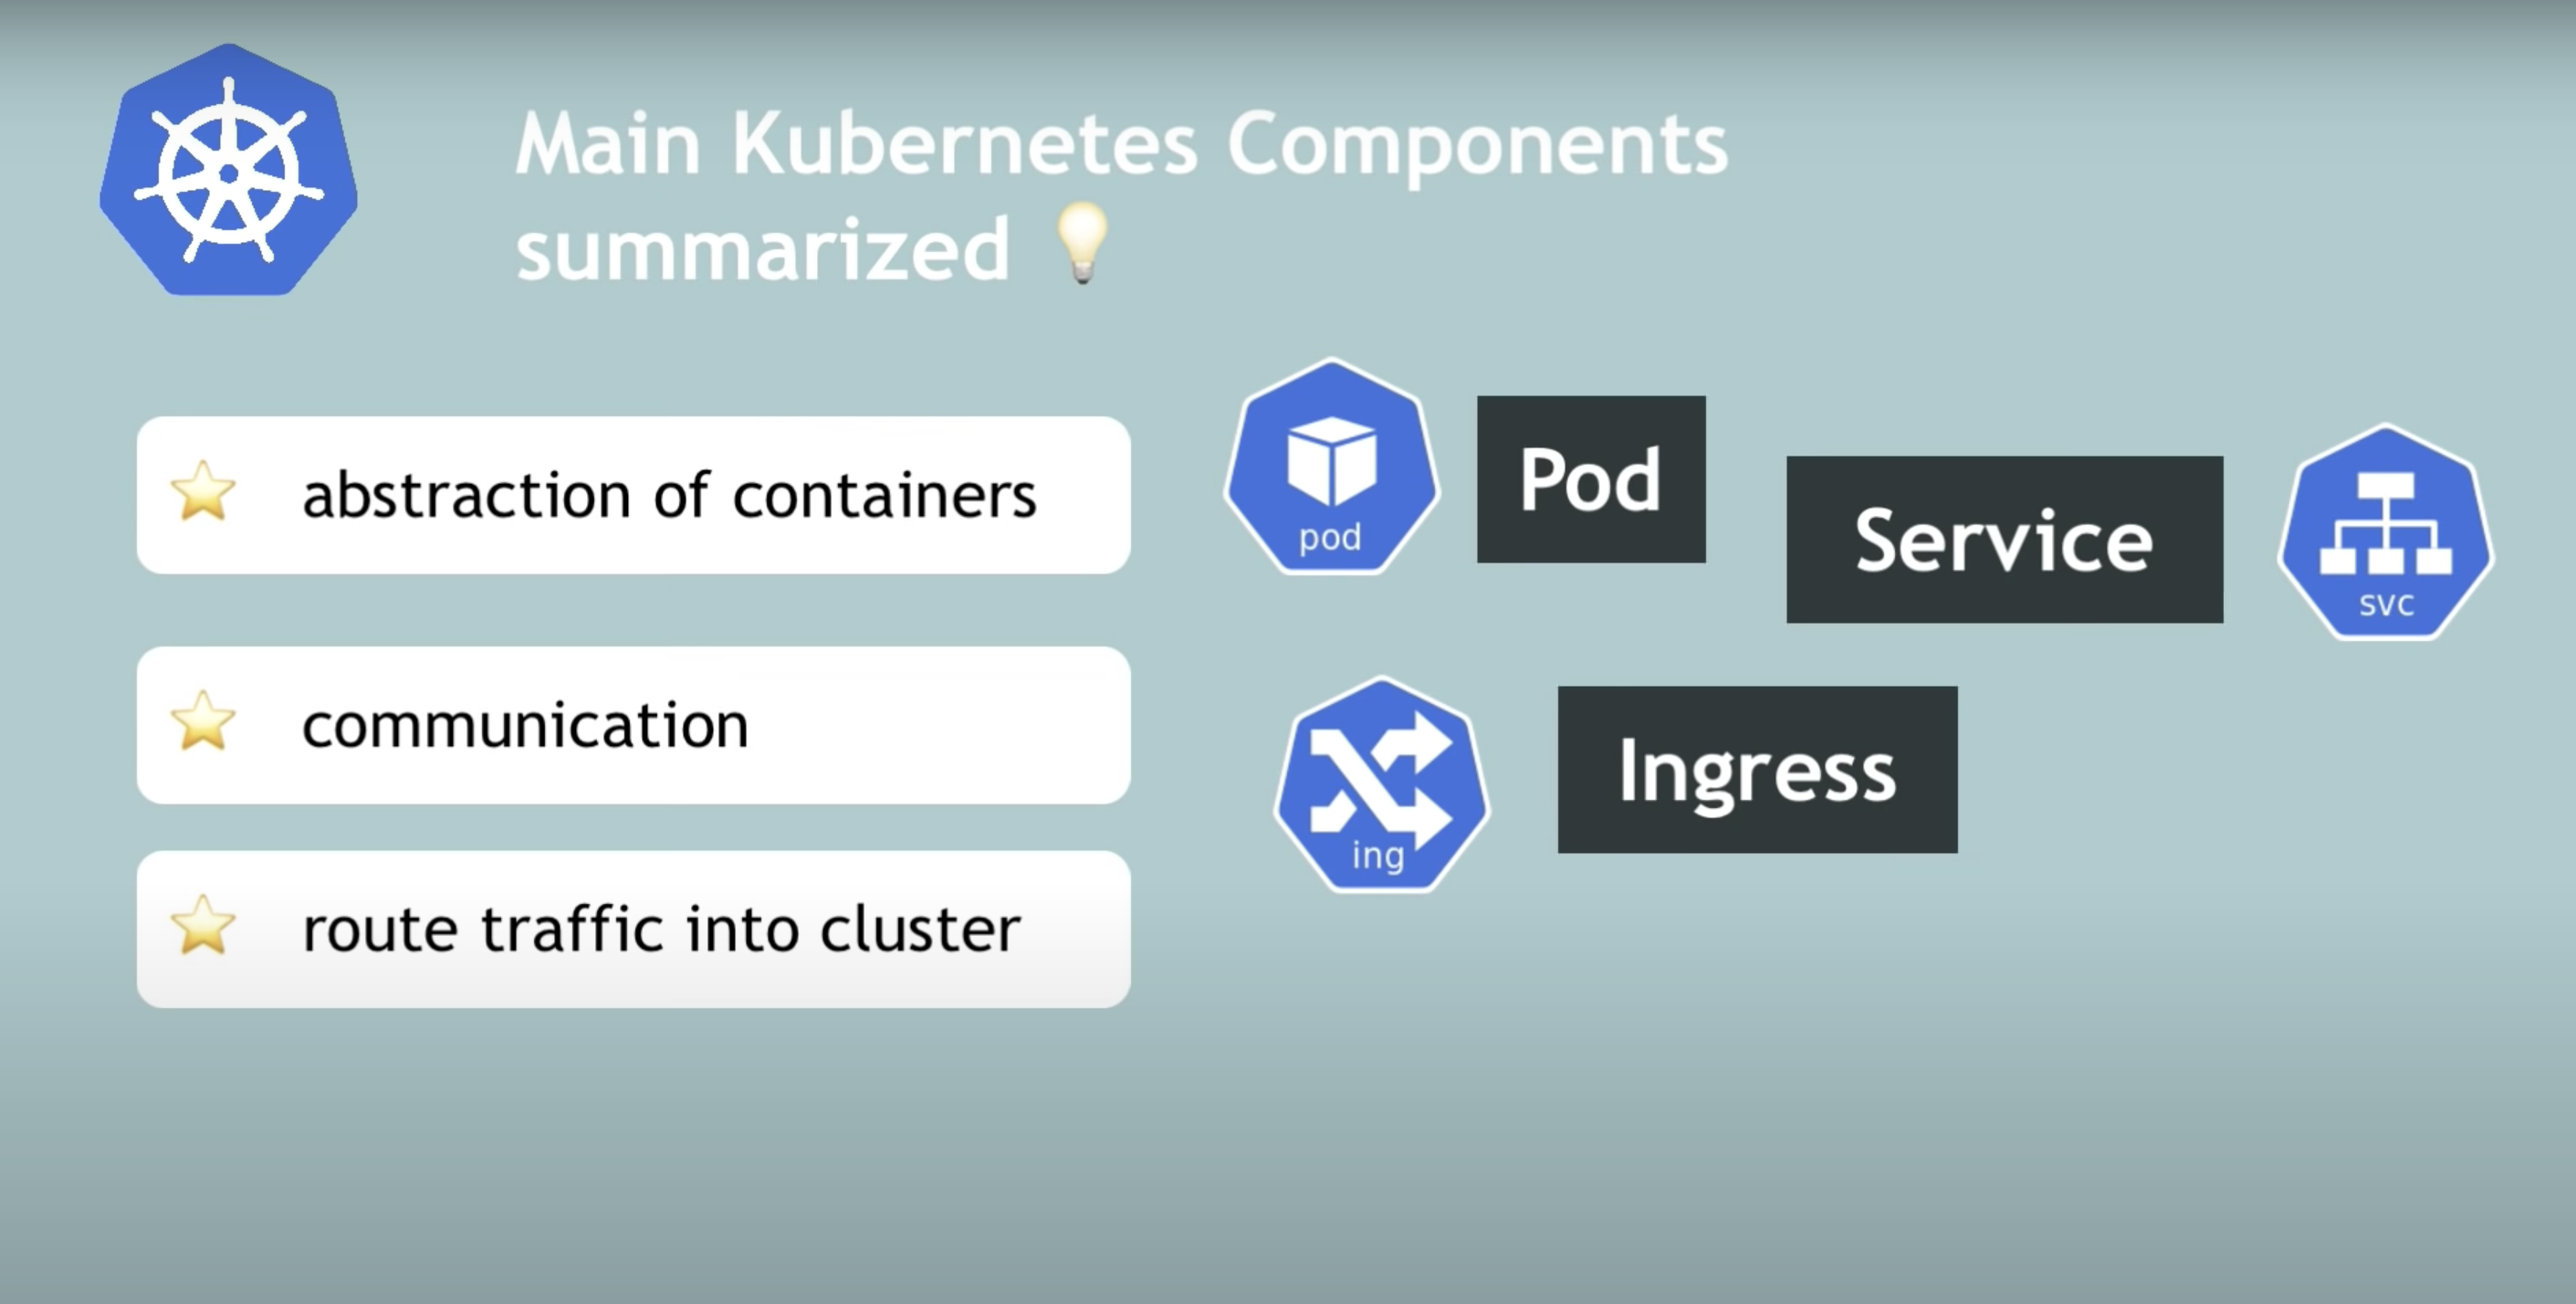 Main Kubernetes Components
summarized
abstraction of containers
pod
Pod
Service
svc
communication
ing
Ingress
route traffic into cluster